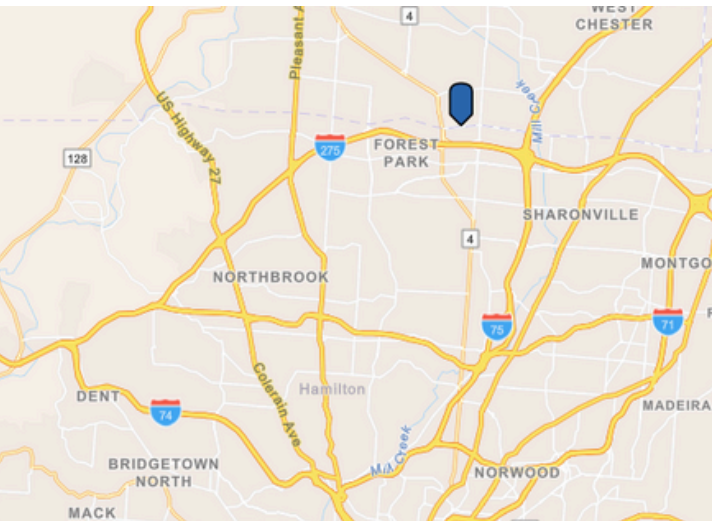 WEST
CHESTER
4
Pleasant A
Mill Creek
US Highway 27
128
275
FOREST
PARK
SHARONVILLE
4
NORTHBROOK
MONTGO
75
71
Colerain Ave
Hamilton
DENT
74
MADEIRA
Mill Creek
BRIDGETOWN
NORTH
NORWOOD
MACK